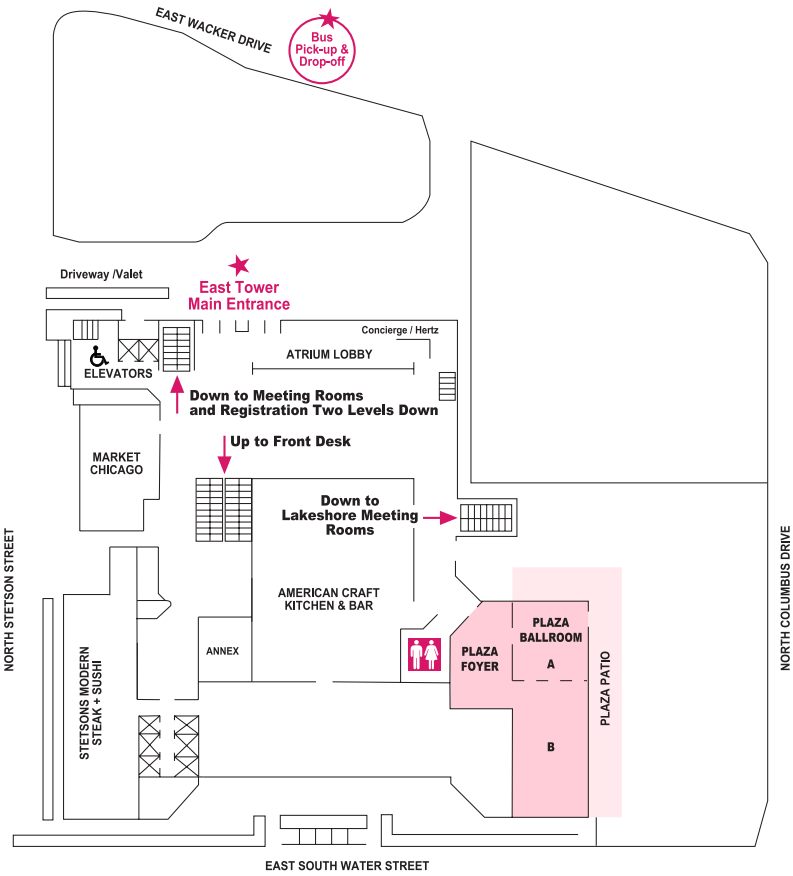 EAST WACKER DRIVE
Bus
Pick-up &
Drop-off
Driveway /Valet
East Tower
Main Entrance
Concierge / Hertz
ATRIUM LOBBY
ELEVATORS
Down to Meeting Rooms
and Registration Two Levels Down
Up to Front Desk
MARKET
CHICAGO
Down to
Lakeshore Meeting
Rooms
NORTH STETSON STREET
NORTH COLUMBUS DRIVE
AMERICAN CRAFT
KITCHEN & BAR
PLAZA
BALLROOM
A
PLAZA
FOYER
ANNEX
PLAZA PATIO
STETSONS MODERN
STEAK + SUSHI
B
EAST SOUTH WATER STREET